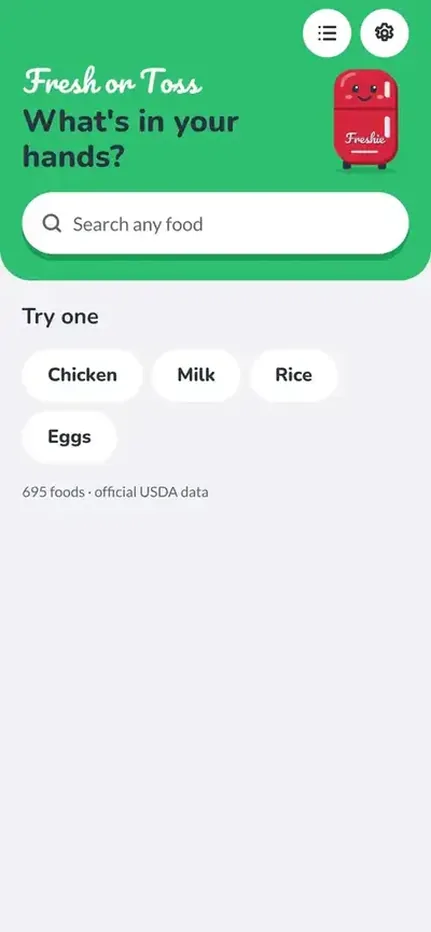 Fresh or Toss
What's in your
hands?
Freshie
Search any food
Try one
Chicken
Milk
Rice
Eggs
695 foods · official USDA data